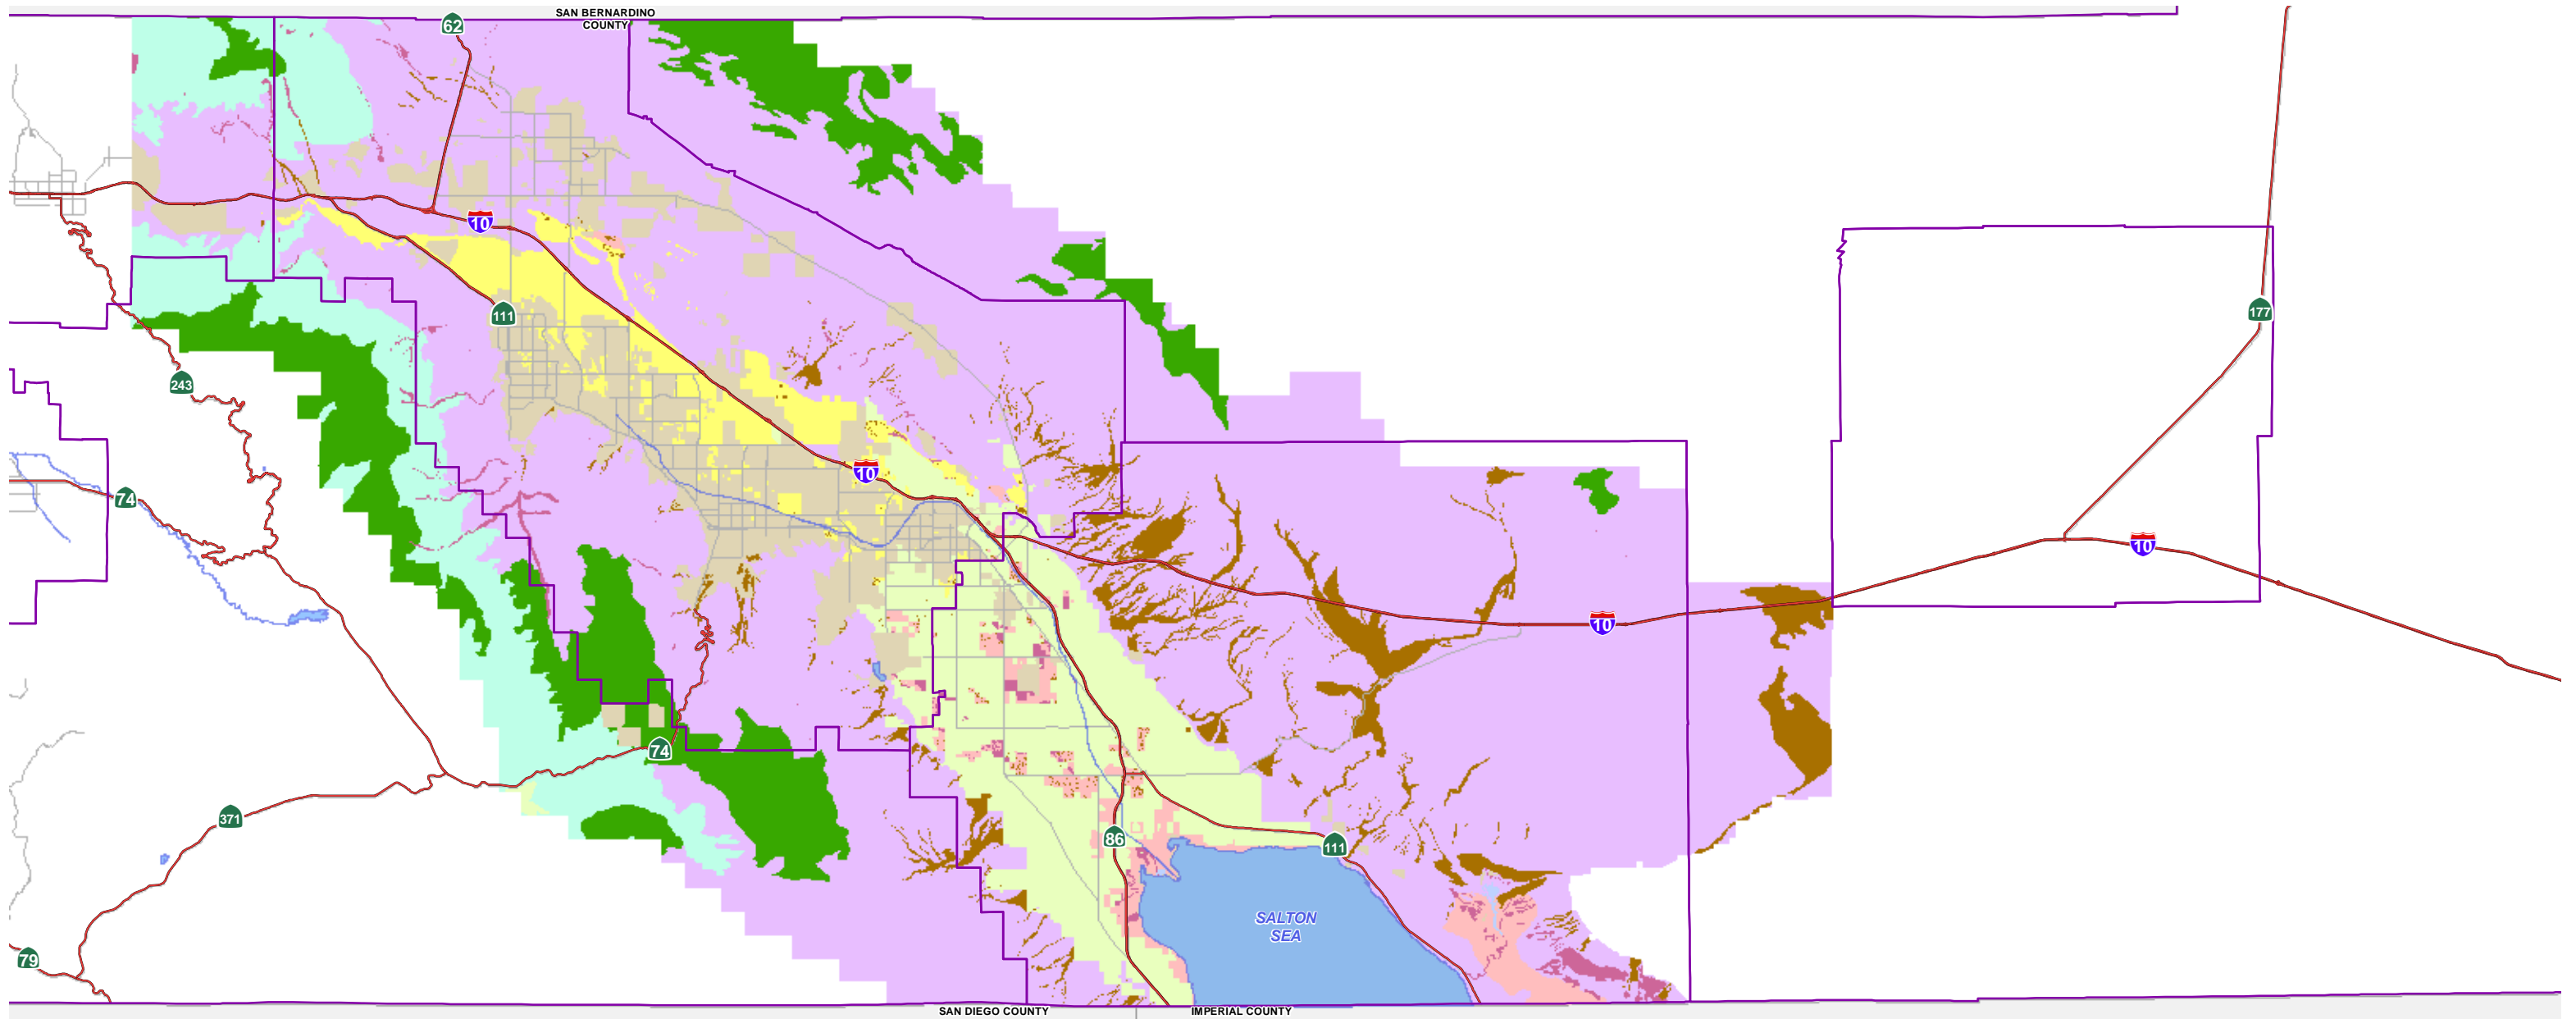 SAN BERNARDINO
COUNTY
62
10
111
177
243
10
74
10
10
74
371
86
111
SALTON
SEA
79
SAN DIEGO COUNTY
IMPERIAL COUNTY